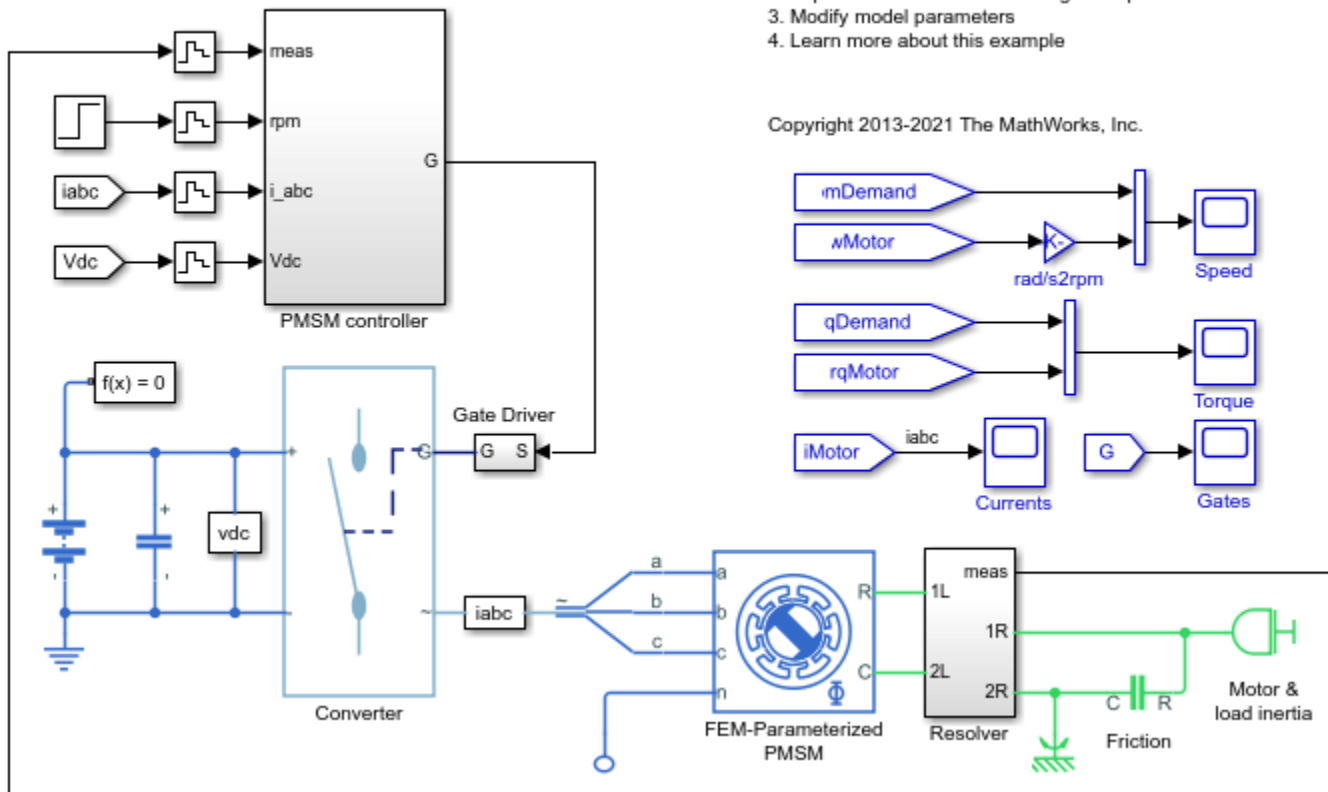 3. Modify model parameters
4. Learn more about this example
Copyright 2013-2021 The MathWorks, Inc.
meas
rpm
iabc
i_abc
Vdc
Vdc
G
PMSM controller
mDemand
wMotor
K-
rad/s2rpm
Speed
qDemand
rqMotor
Torque
iMotor
iabc
Currents
G
Gates
f(x) = 0
Gate Driver
G
G S
+
+
+
vdc
-
-
-
~
Converter
iabc
~
a
b
c
a
b
c
n
R
C
Φ
FEM-Parameterized
PMSM
meas
1L
1R
2L
2R
Resolver
C
R
Friction
Motor &
load inertia